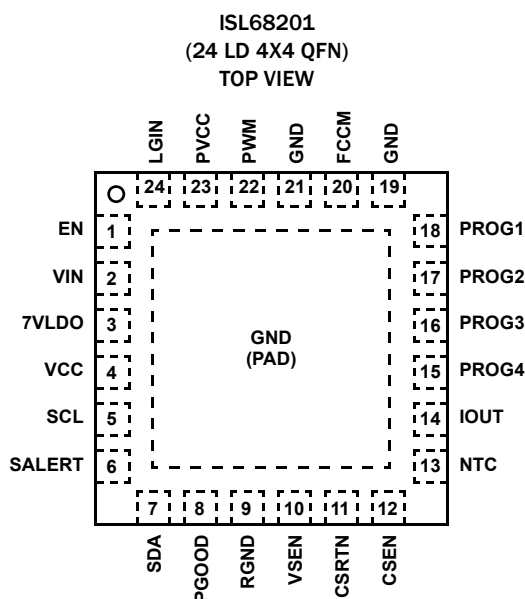 ISL68201
(24 LD 4X4 QFN)
TOP VIEW
LGIN
PVCC
PWM
GND
FCCM
GND
24
23
22
21
20
19
EN
1
18
PROG1
VIN
2
17
PROG2
7VLDO
3
16
PROG3
GND
(PAD)
VCC
4
15
PROG4
SCL
5
14
IOUT
SALERT
6
13
NTC
7
8
9
10
11
12
SDA
PGOOD
RGND
VSEN
CSRTN
CSEN